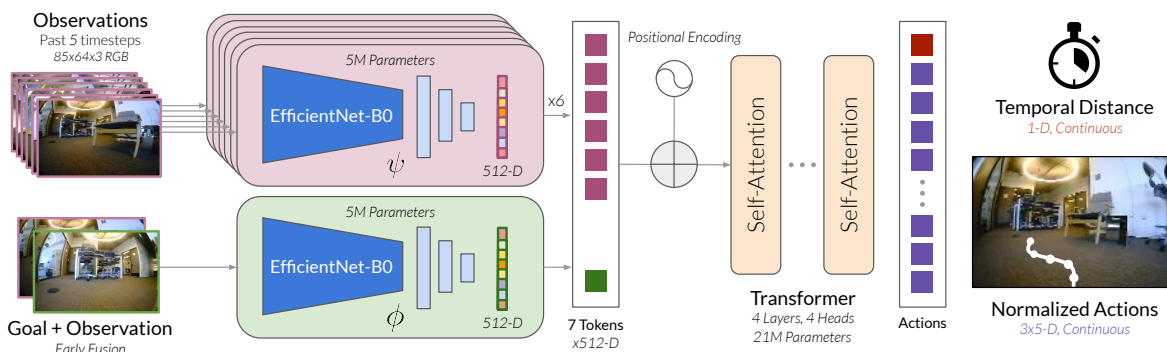 Observations
Past 5 timesteps
85x64x3 RGB
5M Parameters
EfficientNet-B0
ψ
512-D
x6
Goal + Observation
Early Fusion
5M Parameters
EfficientNet-B0
ϕ
512-D
7 Tokens
x512-D
Positional Encoding
Self-Attention
Self-Attention
Transformer
4 Layers, 4 Heads
21M Parameters
Actions
Temporal Distance
1-D, Continuous
Normalized Actions
3x5-D, Continuous